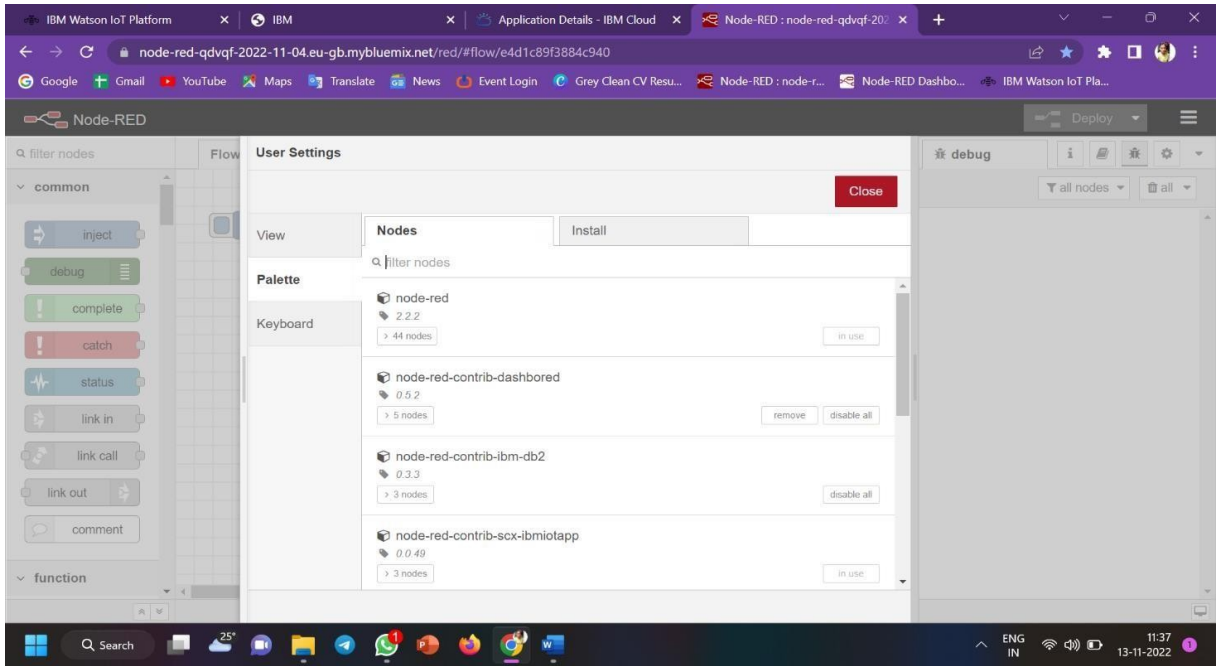 IBM Watson IoT Platform
IBM
Application Details - IBM Cloud
Node-RED : node-red-qdvqf-202
node-red-qdvqf-2022-11-04.eu-gb.mybluemix.net/red/#flow/e4d1c89f3884c940
Google Gmail YouTube Maps Translate News Event Login Grey Clean CV Resu... Node-RED : node-r... Node-RED Dashbo... IBM Watson IoT Pla...
Node-RED
Deploy
filter nodes
common
inject
debug
complete
catch
status
link in
link call
link out
comment
function
Flow
User Settings
Close
View
Palette
Keyboard
Nodes
Install
filter nodes
node-red
2.2.2
> 44 nodes
in use
node-red-contrib-dashbored
0.5.2
> 5 nodes
remove
disable all
node-red-contrib-ibm-db2
0.3.3
> 3 nodes
disable all
node-red-contrib-scx-ibmiotapp
0.0.49
> 3 nodes
in use
debug
i
all nodes
all
Search
25°
1
ENG
IN
11:37
13-11-2022
1